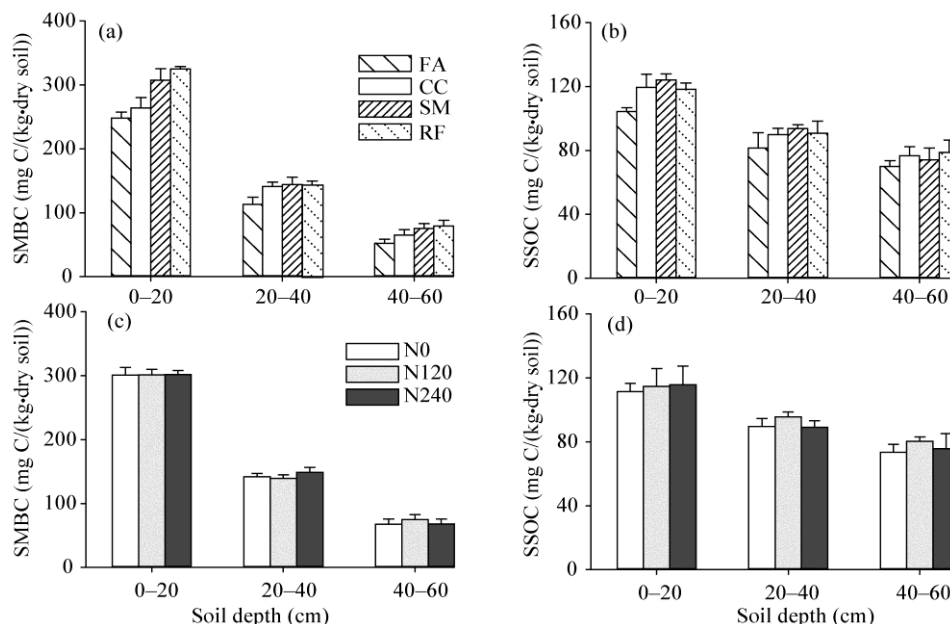 (a)
SMBC (mg C/(kg•dry soil))
400
300
200
100
0
FA
CC
SM
RF
0–20
20–40
40–60
(b)
SSOC (mg C/(kg•dry soil))
160
120
80
40
0
0–20
20–40
40–60
(c)
SMBC (mg C/(kg•dry soil))
400
300
200
100
0
N0
N120
N240
0–20
20–40
40–60
Soil depth (cm)
(d)
SSOC (mg C/(kg•dry soil))
160
120
80
40
0
0–20
20–40
40–60
Soil depth (cm)